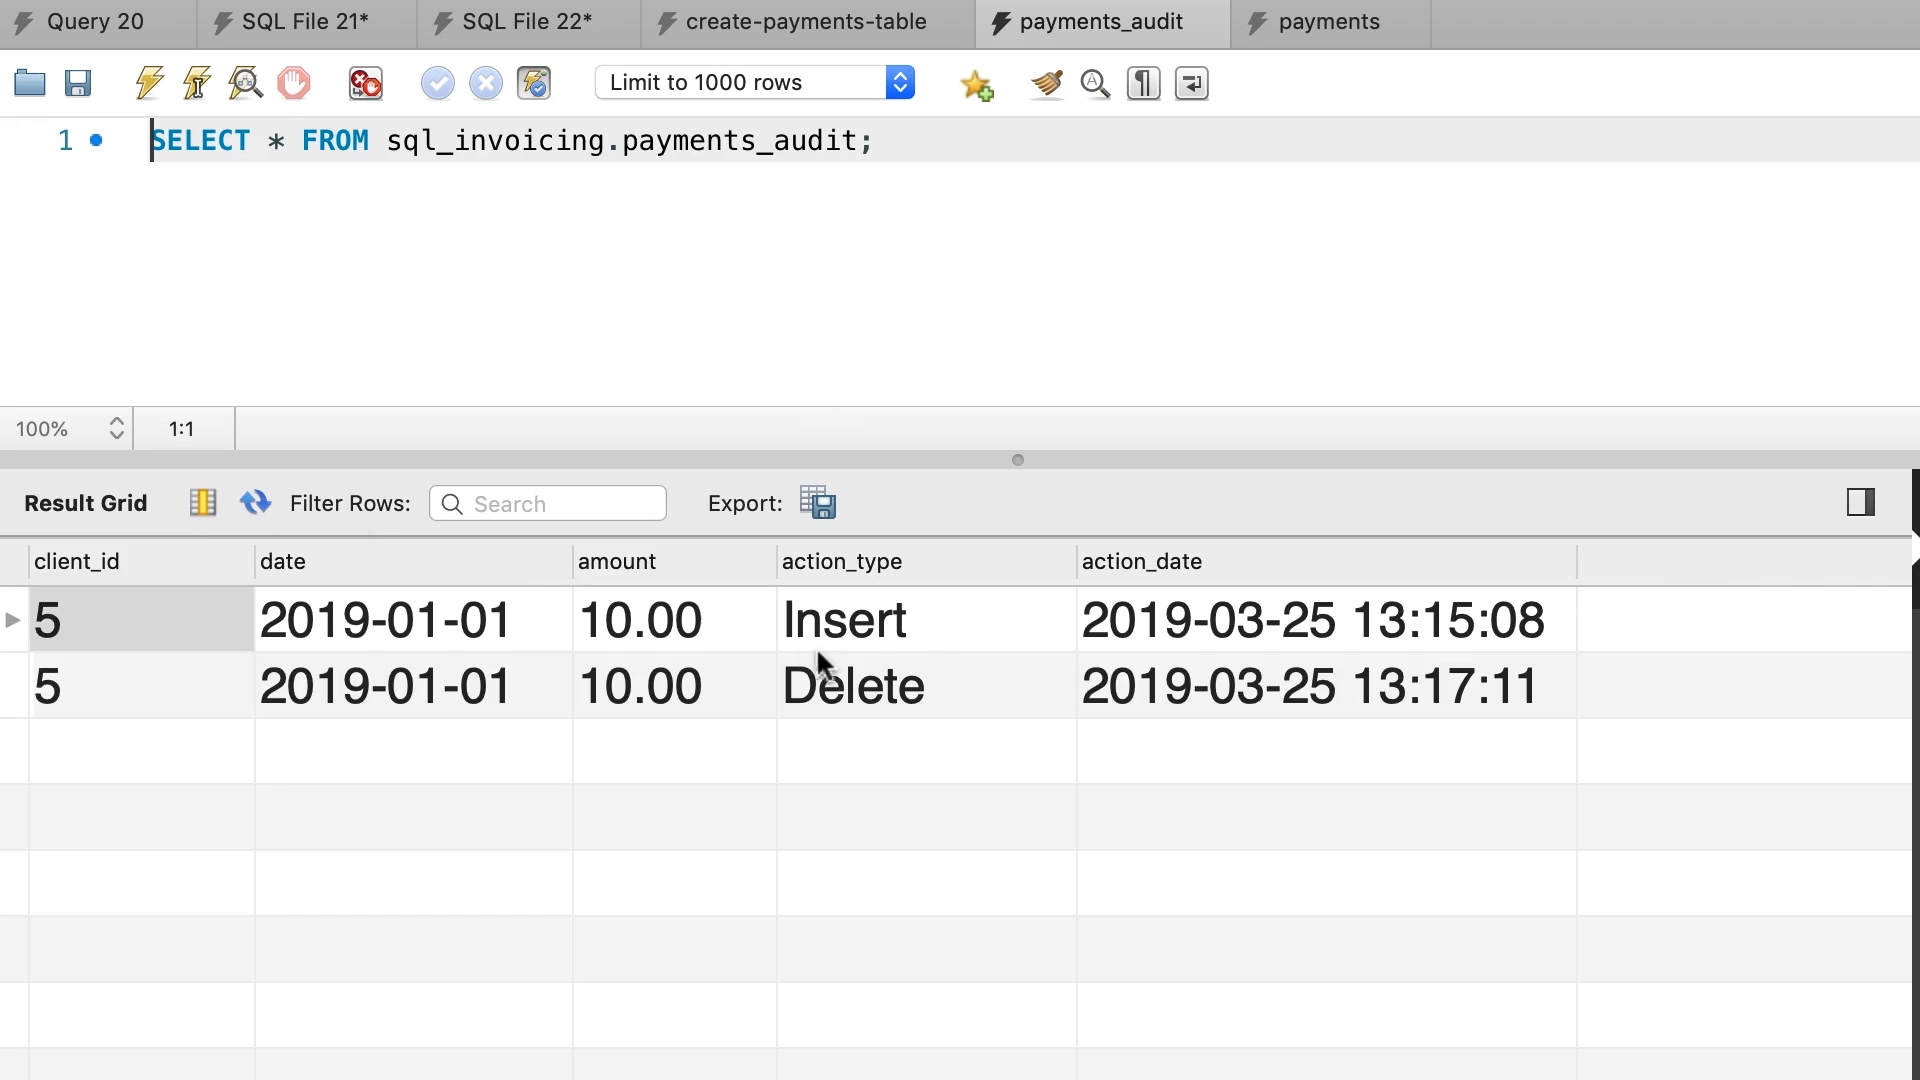 Query 20 SQL File 21* SQL File 22* create-payments-table payments_audit payments
Limit to 1000 rows
1 SELECT * FROM sql_invoicing.payments_audit;
100% 1:1
Result Grid Filter Rows: Search Export:
client_id date amount action_type action_date
5 2019-01-01 10.00 Insert 2019-03-25 13:15:08
5 2019-01-01 10.00 Delete 2019-03-25 13:17:11